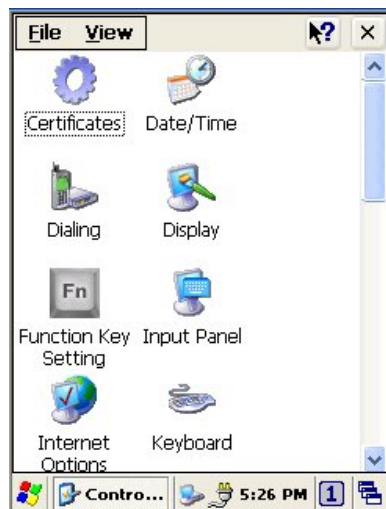 File View
Certificates Date/Time
Dialing Display
Fn
Function Key Input Panel
Setting
Internet Keyboard
Options
Contro... 5:26 PM 1